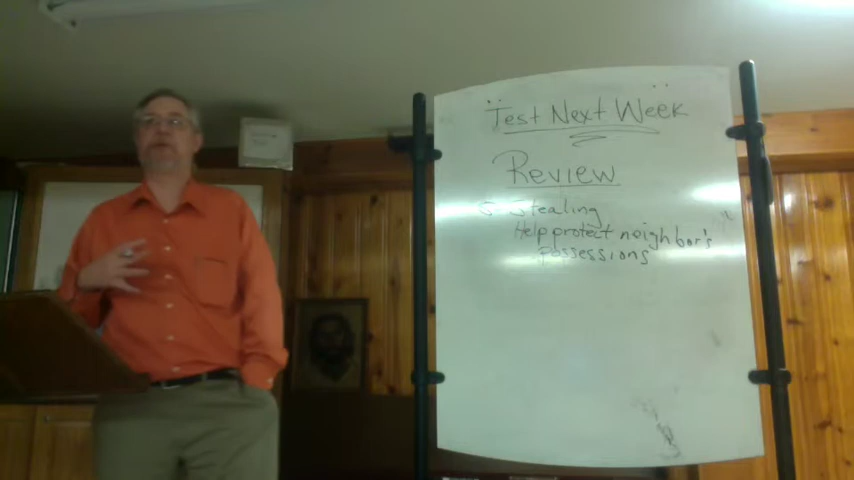 Test Next Week
Review
Stealing
Help protect neighbor's
possessions